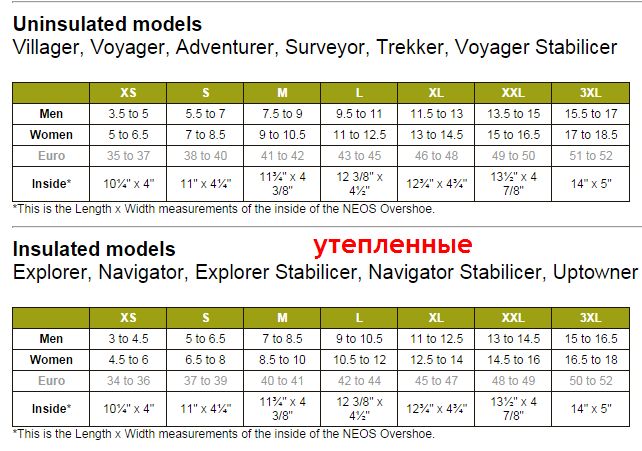 Uninsulated models
Villager, Voyager, Adventurer, Surveyor, Trekker, Voyager Stabilicer
XS S M L XL XXL 3XL
Men 3.5 to 5 5.5 to 7 7.5 to 9 9.5 to 11 11.5 to 13 13.5 to 15 15.5 to 17
Women 5 to 6.5 7 to 8.5 9 to 10.5 11 to 12.5 13 to 14.5 15 to 16.5 17 to 18.5
Euro 35 to 37 38 to 40 41 to 42 43 to 45 46 to 48 49 to 50 51 to 52
Inside* 10¼" x 4" 11" x 4¼" 11¾" x 4 3/8" 12 3/8" x 4½" 12¾" x 4¾" 13½" x 4 7/8" 14" x 5"
*This is the Length x Width measurements of the inside of the NEOS Overshoe.
Insulated models утепленные
Explorer, Navigator, Explorer Stabilicer, Navigator Stabilicer, Uptowner
XS S M L XL XXL 3XL
Men 3 to 4.5 5 to 6.5 7 to 8.5 9 to 10.5 11 to 12.5 13 to 14.5 15 to 16.5
Women 4.5 to 6 6.5 to 8 8.5 to 10 10.5 to 12 12.5 to 14 14.5 to 16 16.5 to 18
Euro 34 to 36 37 to 39 40 to 41 42 to 44 45 to 47 48 to 49 50 to 52
Inside* 10¼" x 4" 11" x 4¼" 11¾" x 4 3/8" 12 3/8" x 4½" 12¾" x 4¾" 13½" x 4 7/8" 14" x 5"
*This is the Length x Width measurements of the inside of the NEOS Overshoe.